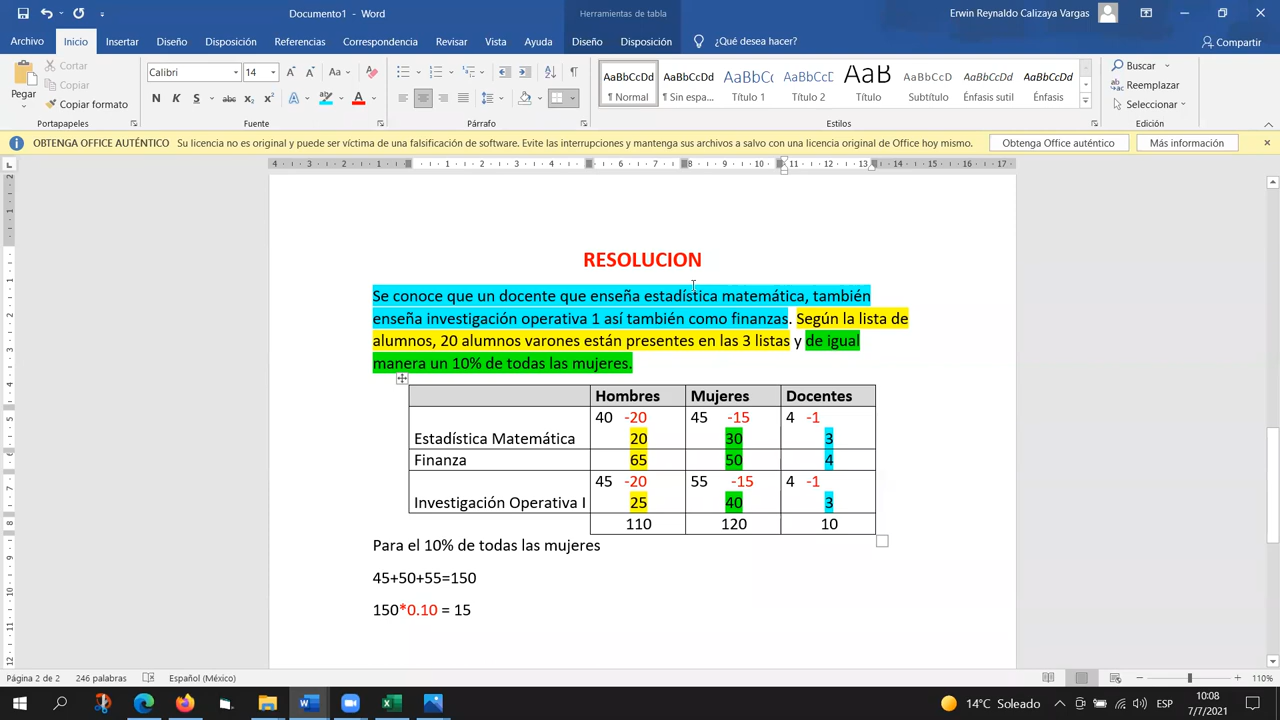 Documento1 - Word
Herramientas de tabla
Erwin Reynaldo Calizaya Vargas
Archivo Inicio Insertar Diseño Disposición Referencias Correspondencia Revisar Vista Ayuda Diseño Disposición ¿Qué desea hacer? Compartir
Pegar
Cortar
Copiar
Copiar formato
Calibri 14
AaBbCcDd AaBbCcDd AaBbCc AaBbCcD AaB AaBbCcD AaBbCcDd AaBbCcDd
¶ Normal ¶ Sin espa... Título 1 Título 2 Título Subtítulo Énfasis sutil Énfasis
Buscar
Reemplazar
Seleccionar
Portapapeles Fuente Párrafo Estilos Edición
OBTENGA OFFICE AUTÉNTICO Su licencia no es original y puede ser víctima de una falsificación de software. Evite las interrupciones y mantenga sus archivos a salvo con una licencia original de Office hoy mismo. Obtenga Office auténtico Más información
RESOLUCION
Se conoce que un docente que enseña estadística matemática, también
enseña investigación operativa 1 así también como finanzas. Según la lista de
alumnos, 20 alumnos varones están presentes en las 3 listas y de igual
manera un 10% de todas las mujeres.
Hombres Mujeres Docentes
40 -20 45 -15 4 -1
Estadística Matemática 20 30 3
Finanza 65 50 4
45 -20 55 -15 4 -1
Investigación Operativa I 25 40 3
110 120 10
Para el 10% de todas las mujeres
45+50+55=150
150*0.10 = 15
Página 2 de 2 246 palabras Español (México) 110%
14°C Soleado ESP 10:08
7/7/2021